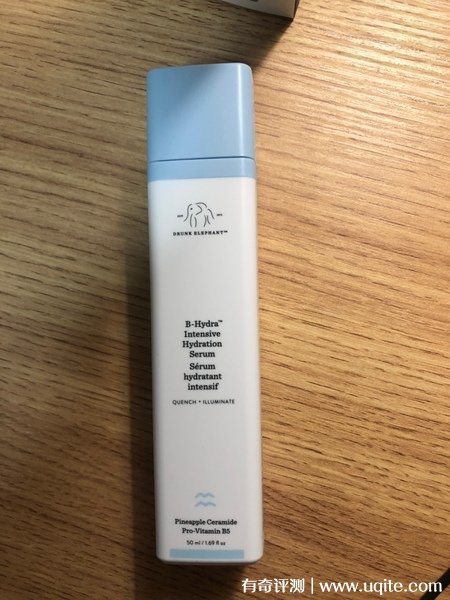 DRUNK ELEPHANT™
B-Hydra™
Intensive
Hydration
Serum
Sérum
hydratant
intensif
QUENCH + ILLUMINATE
Pineapple Ceramide
Pro-Vitamin B5
50 ml / 1.69 fl oz
有奇评测 | www.uqite.com